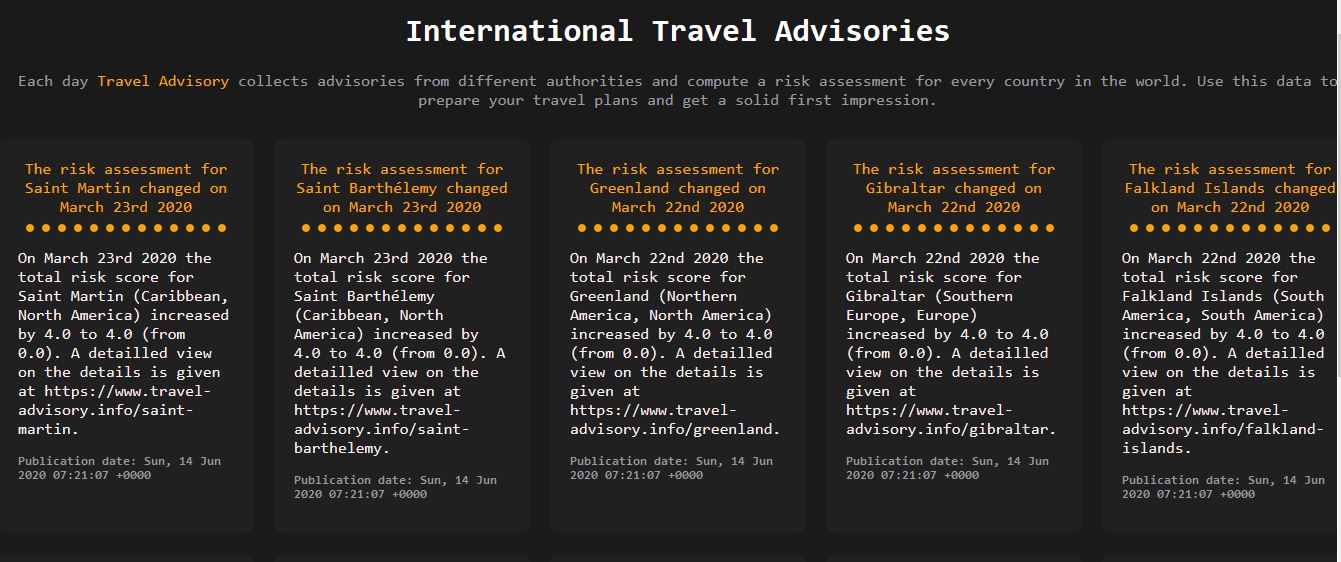 International Travel Advisories
Each day Travel Advisory collects advisories from different authorities and compute a risk assessment for every country in the world. Use this data to
prepare your travel plans and get a solid first impression.
The risk assessment for
Saint Martin changed on
March 23rd 2020
On March 23rd 2020 the
total risk score for
Saint Martin (Caribbean,
North America) increased
by 4.0 to 4.0 (from
0.0). A detailled view
on the details is given
at https://www.travel-
advisory.info/saint-
martin.
Publication date: Sun, 14 Jun
2020 07:21:07 +0000
The risk assessment for
Saint Barthélemy changed
on March 23rd 2020
On March 23rd 2020 the
total risk score for
Saint Barthélemy
(Caribbean, North
America) increased by
4.0 to 4.0 (from 0.0). A
detailled view on the
details is given at
https://www.travel-
advisory.info/saint-
barthelemy.
Publication date: Sun, 14 Jun
2020 07:21:07 +0000
The risk assessment for
Greenland changed on
March 22nd 2020
On March 22nd 2020 the
total risk score for
Greenland (Northern
America, North America)
increased by 4.0 to 4.0
(from 0.0). A detailled
view on the details is
given at
https://www.travel-
advisory.info/greenland.
Publication date: Sun, 14 Jun
2020 07:21:07 +0000
The risk assessment for
Gibraltar changed on
March 22nd 2020
On March 22nd 2020 the
total risk score for
Gibraltar (Southern
Europe, Europe)
increased by 4.0 to 4.0
(from 0.0). A detailled
view on the details is
given at
https://www.travel-
advisory.info/gibraltar.
Publication date: Sun, 14 Jun
2020 07:21:07 +0000
The risk assessment for
Falkland Islands changed
on March 22nd 2020
On March 22nd 2020 the
total risk score for
Falkland Islands (South
America, South America)
increased by 4.0 to 4.0
(from 0.0). A detailled
view on the details is
given at
https://www.travel-
advisory.info/falkland-
islands.
Publication date: Sun, 14 Jun
2020 07:21:07 +0000